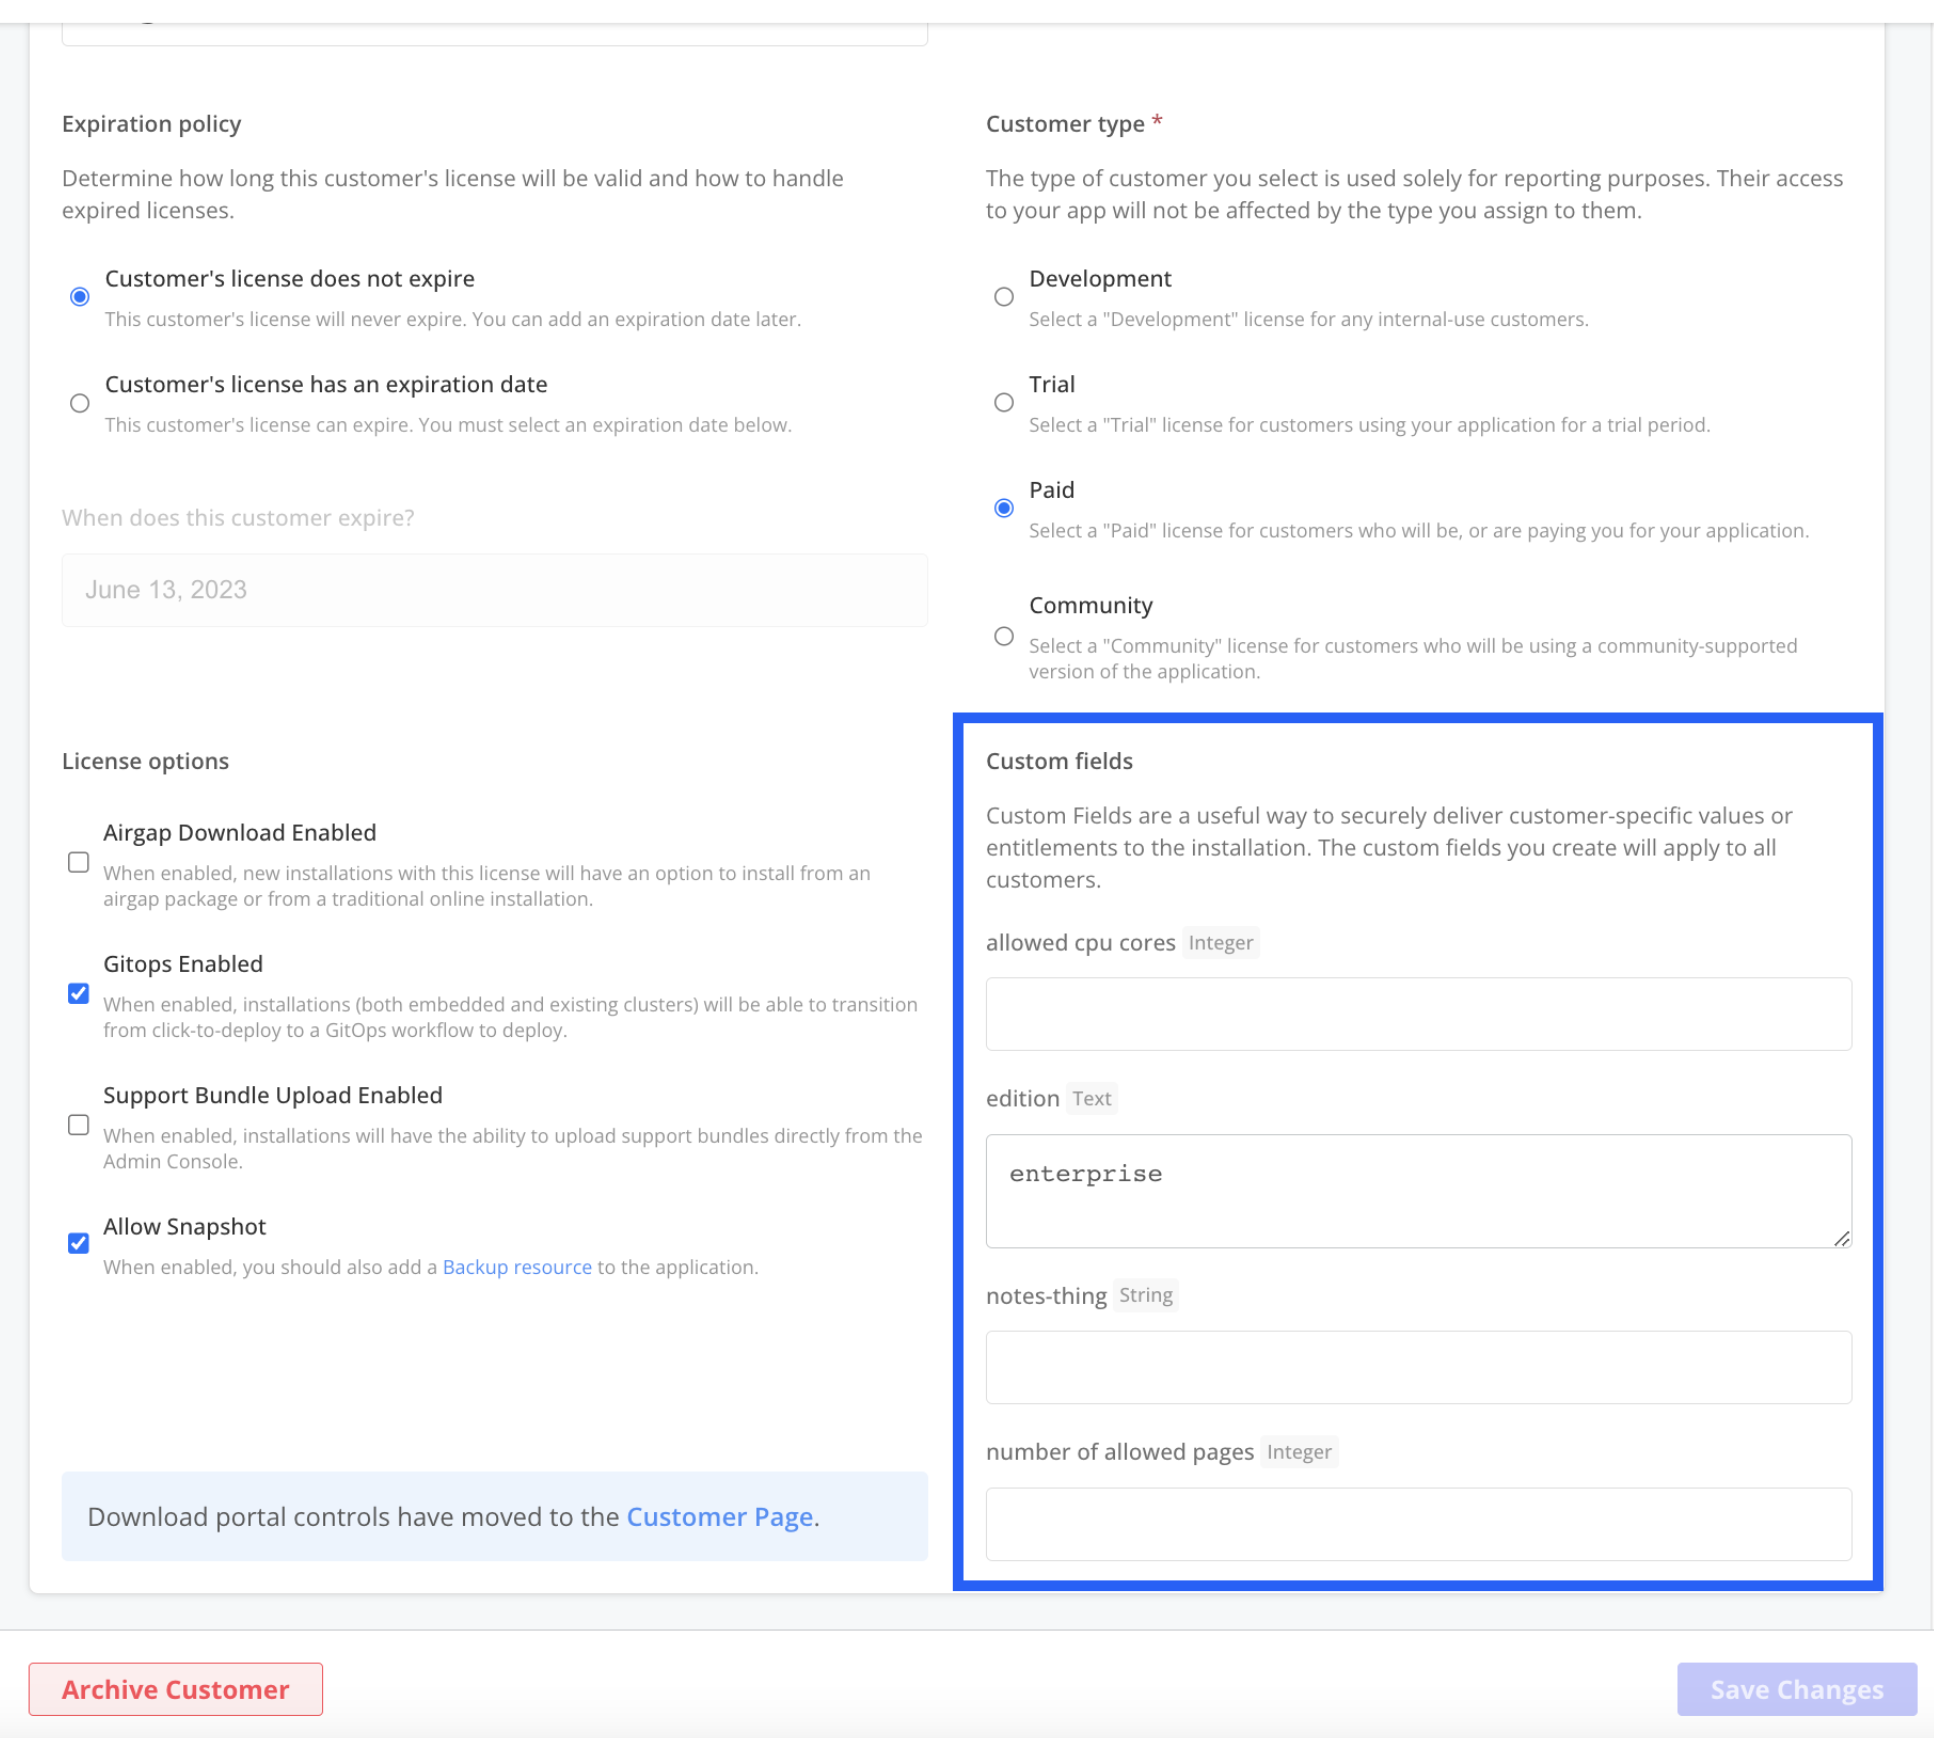 Expiration policy
Determine how long this customer's license will be valid and how to handle
expired licenses.
Customer's license does not expire
This customer's license will never expire. You can add an expiration date later.
Customer's license has an expiration date
This customer's license can expire. You must select an expiration date below.
When does this customer expire?
June 13, 2023
Customer type *
The type of customer you select is used solely for reporting purposes. Their access
to your app will not be affected by the type you assign to them.
Development
Select a "Development" license for any internal-use customers.
Trial
Select a "Trial" license for customers using your application for a trial period.
Paid
Select a "Paid" license for customers who will be, or are paying you for your application.
Community
Select a "Community" license for customers who will be using a community-supported
version of the application.
License options
Airgap Download Enabled
When enabled, new installations with this license will have an option to install from an
airgap package or from a traditional online installation.
Gitops Enabled
When enabled, installations (both embedded and existing clusters) will be able to transition
from click-to-deploy to a GitOps workflow to deploy.
Support Bundle Upload Enabled
When enabled, installations will have the ability to upload support bundles directly from the
Admin Console.
Allow Snapshot
When enabled, you should also add a Backup resource to the application.
Download portal controls have moved to the Customer Page.
Custom fields
Custom Fields are a useful way to securely deliver customer-specific values or
entitlements to the installation. The custom fields you create will apply to all
customers.
allowed cpu cores Integer
edition Text
enterprise
notes-thing String
number of allowed pages Integer
Archive Customer
Save Changes